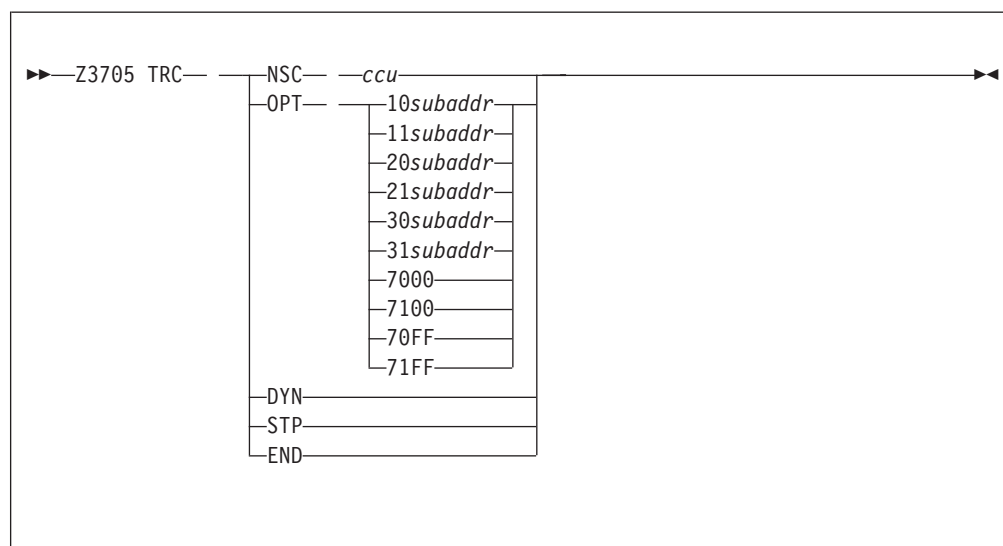 Z3705 TRC NSC ccu
OPT 10subaddr
11subaddr
20subaddr
21subaddr
30subaddr
31subaddr
7000
7100
70FF
71FF
DYN
STP
END